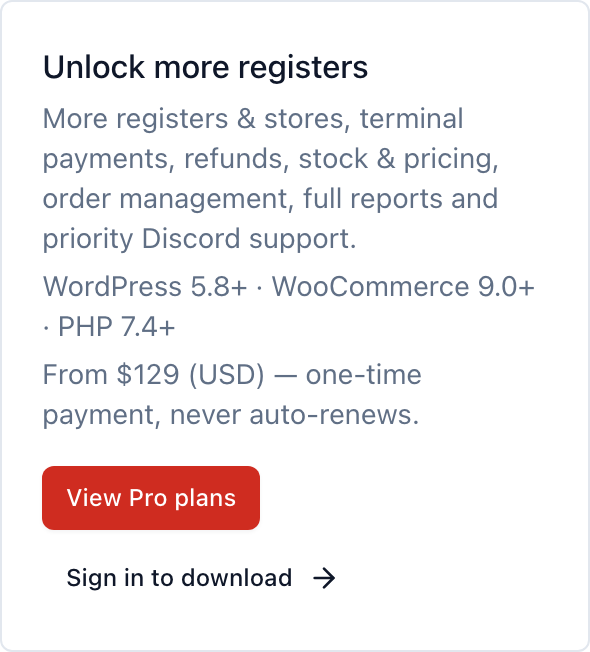 Unlock more registers
More registers & stores, terminal
payments, refunds, stock & pricing,
order management, full reports and
priority Discord support.
WordPress 5.8+ · WooCommerce 9.0+
· PHP 7.4+
From $129 (USD) — one-time
payment, never auto-renews.
View Pro plans
Sign in to download →